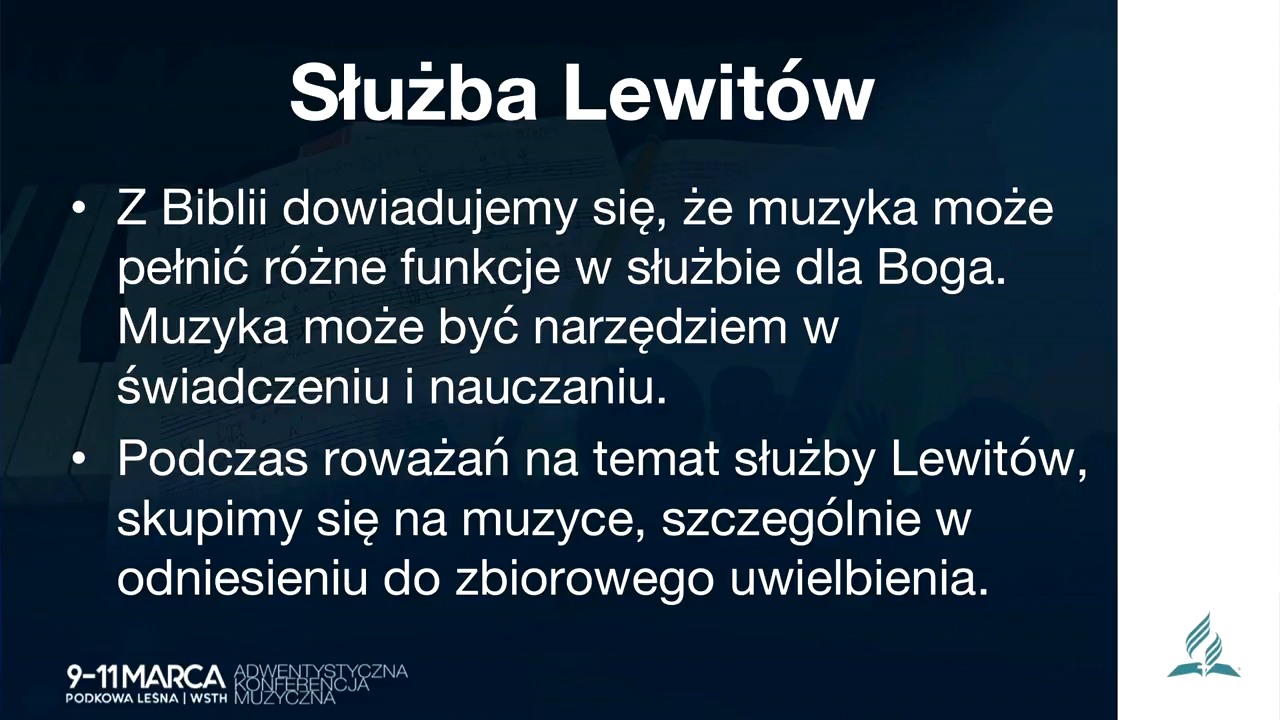 Służba Lewitów
• Z Biblii dowiadujemy się, że muzyka może
pełnić różne funkcje w służbie dla Boga.
Muzyka może być narzędziem w
świadczeniu i nauczaniu.
• Podczas roważań na temat służby Lewitów,
skupimy się na muzyce, szczególnie w
odniesieniu do zbiorowego uwielbienia.
9-11 MARCA
PODKOWA LEŚNA | WSTH
ADWENTYSTYCZNA
KONFERENCJA
MUZYCZNA